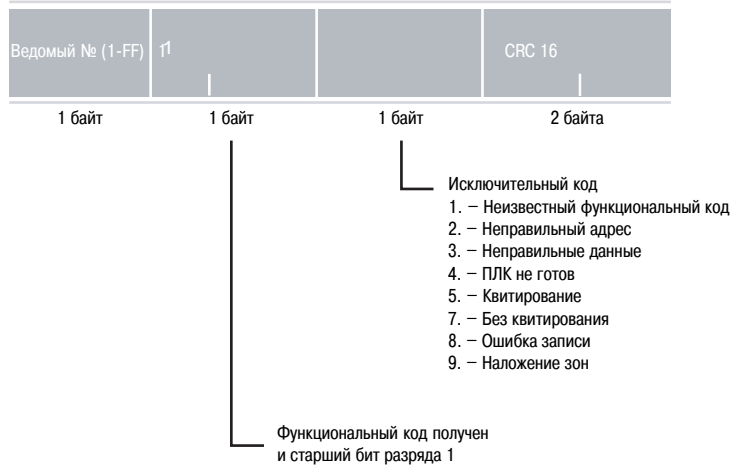 Ведомый № (1-FF) 11 CRC 16
1 байт 1 байт 1 байт 2 байта
Исключительный код
1. – Неизвестный функциональный код
2. – Неправильный адрес
3. – Неправильные данные
4. – ПЛК не готов
5. – Квитирование
7. – Без квитирования
8. – Ошибка записи
9. – Наложение зон
Функциональный код получен
и старший бит разряда 1